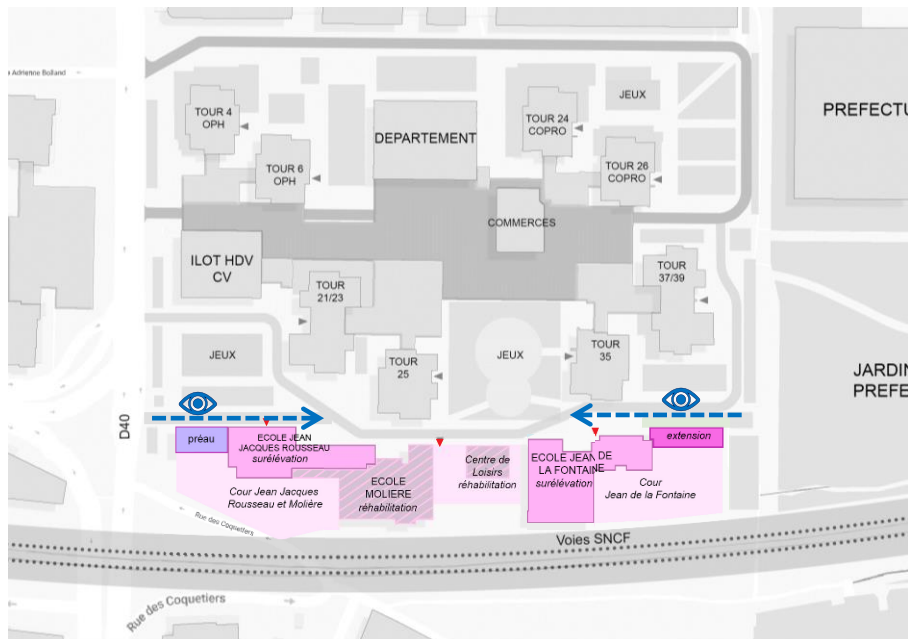 Adrienne Bolland
TOUR 4
OPH
TOUR 6
OPH
DEPARTEMENT
TOUR 24
COPRO
JEUX
TOUR 26
COPRO
PREFECTU
COMMERCES
ILOT HDV
CV
TOUR
21/23
TOUR
37/39
JEUX
TOUR
25
JEUX
TOUR
35
JARDIN
PREFE
D40
préau
ECOLE JEAN
JACQUES ROUSSEAU
surélévation
Cour Jean Jacques
Rousseau et Molière
ECOLE
MOLIERE
réhabilitation
Centre de
Loisirs
réhabilitation
ECOLE JEAN DE
LA FONTAINE
surélévation
extension
Cour
Jean de la Fontaine
Rue des Coquetiers
Voies SNCF
Rue des Coquetiers